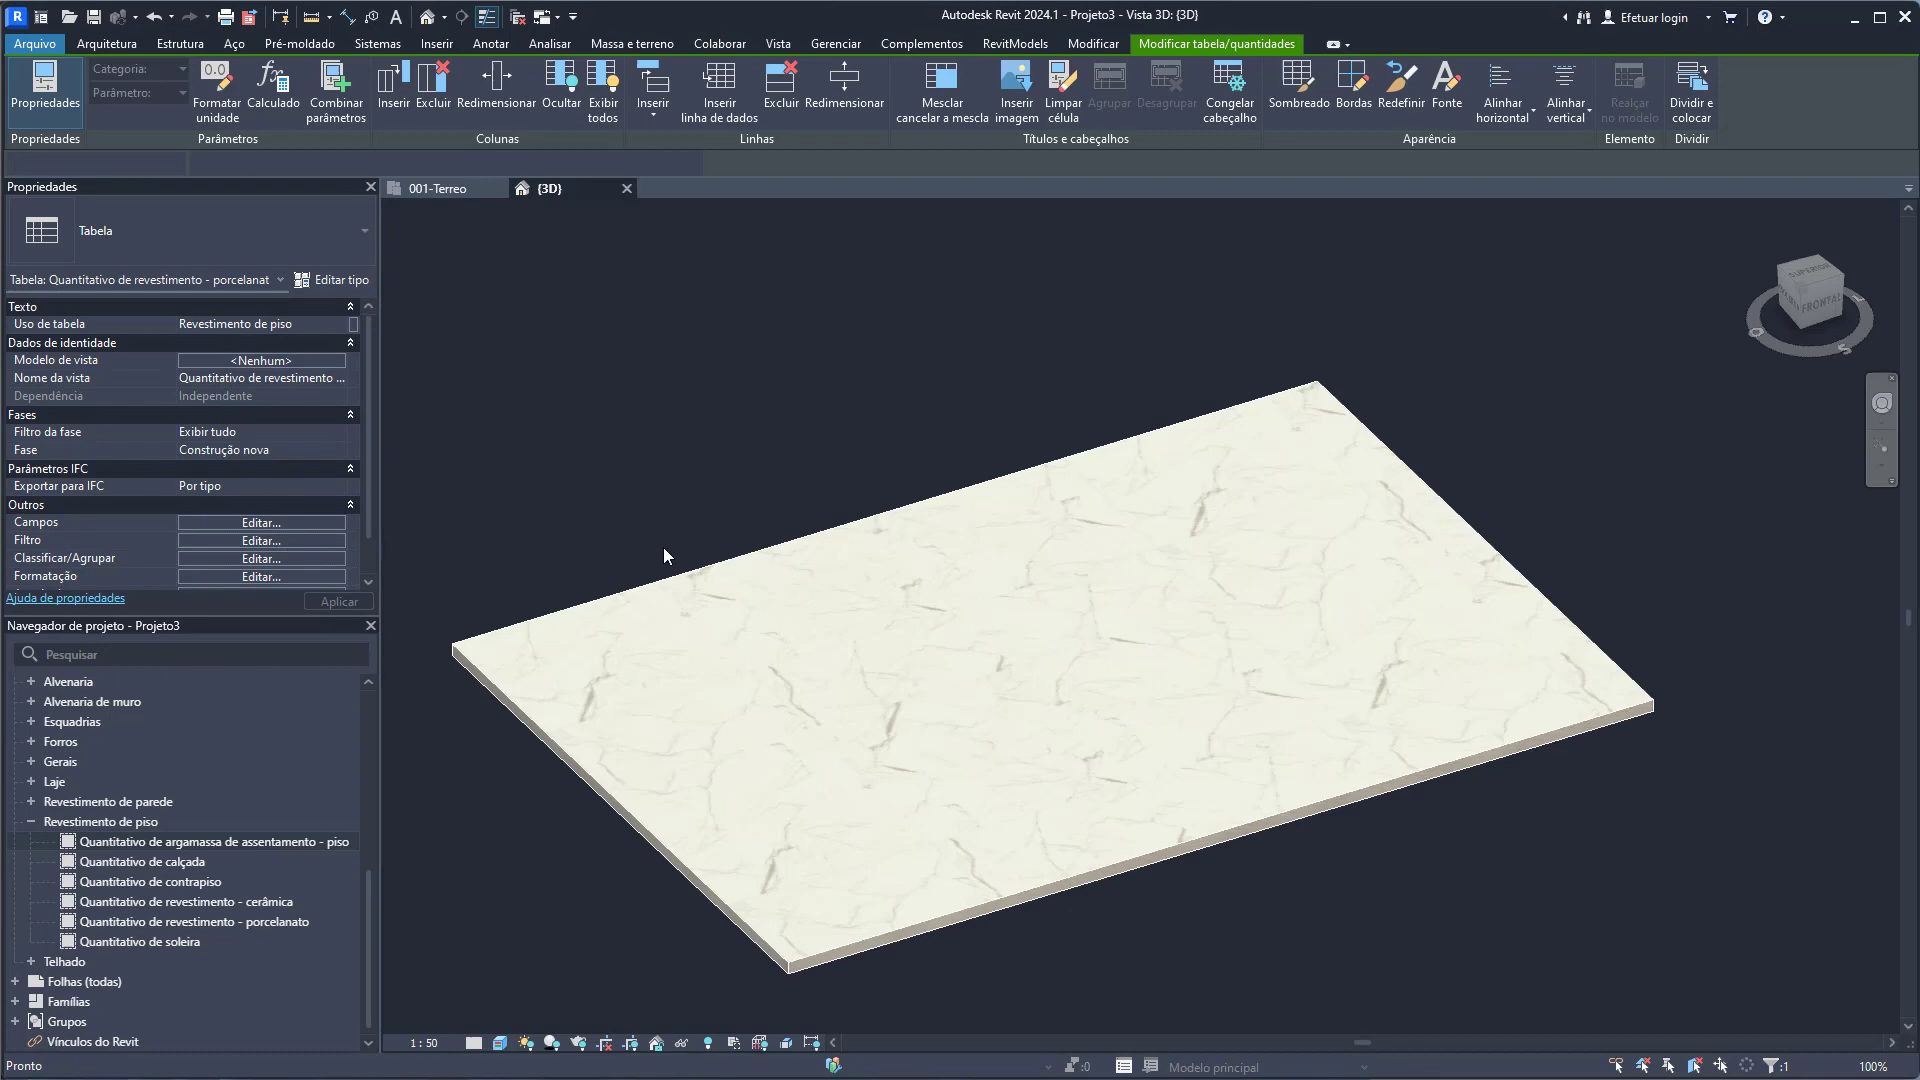 R
Autodesk Revit 2024.1 - Projeto3 - Vista 3D: {3D}
Efetuar login
Arquivo Arquitetura Estrutura Aço Pré-moldado Sistemas Inserir Anotar Analisar Massa e terreno Colaborar Vista Gerenciar Complementos RevitModels Modificar Modificar tabela/quantidades
Propriedades
Categoria:
Parâmetro:
Formatar unidade
Calculado
Combinar parâmetros
Inserir Excluir Redimensionar Ocultar Exibir todos
Inserir
Inserir linha de dados
Excluir Redimensionar
Mesclar cancelar a mescla
Inserir imagem
Limpar célula
Agrupar Desagrupar
Congelar cabeçalho
Sombreado Bordas Redefinir Fonte
Alinhar horizontal
Alinhar vertical
Realçar no modelo
Dividir e colocar
Propriedades Parâmetros Colunas Linhas Títulos e cabeçalhos Aparência Elemento Dividir
Propriedades
001-Terreo {3D}
Tabela
Tabela: Quantitativo de revestimento - porcelanat Editar tipo
Texto
Uso de tabela Revestimento de piso
Dados de identidade
Modelo de vista <Nenhum>
Nome da vista Quantitativo de revestimento ...
Dependência Independente
Fases
Filtro da fase Exibir tudo
Fase Construção nova
Parâmetros IFC
Exportar para IFC Por tipo
Outros
Campos Editar...
Filtro Editar...
Classificar/Agrupar Editar...
Formatação Editar...
Ajuda de propriedades Aplicar
Navegador de projeto - Projeto3
Pesquisar
Alvenaria
Alvenaria de muro
Esquadrias
Forros
Gerais
Laje
Revestimento de parede
Revestimento de piso
Quantitativo de argamassa de assentamento - piso
Quantitativo de calçada
Quantitativo de contrapiso
Quantitativo de revestimento - cerâmica
Quantitativo de revestimento - porcelanato
Quantitativo de soleira
Telhado
Folhas (todas)
Famílias
Grupos
Vínculos do Revit
SUPERIOR
FRONTAL
S
1 : 50
Pronto
:0
Modelo principal
:1
100%